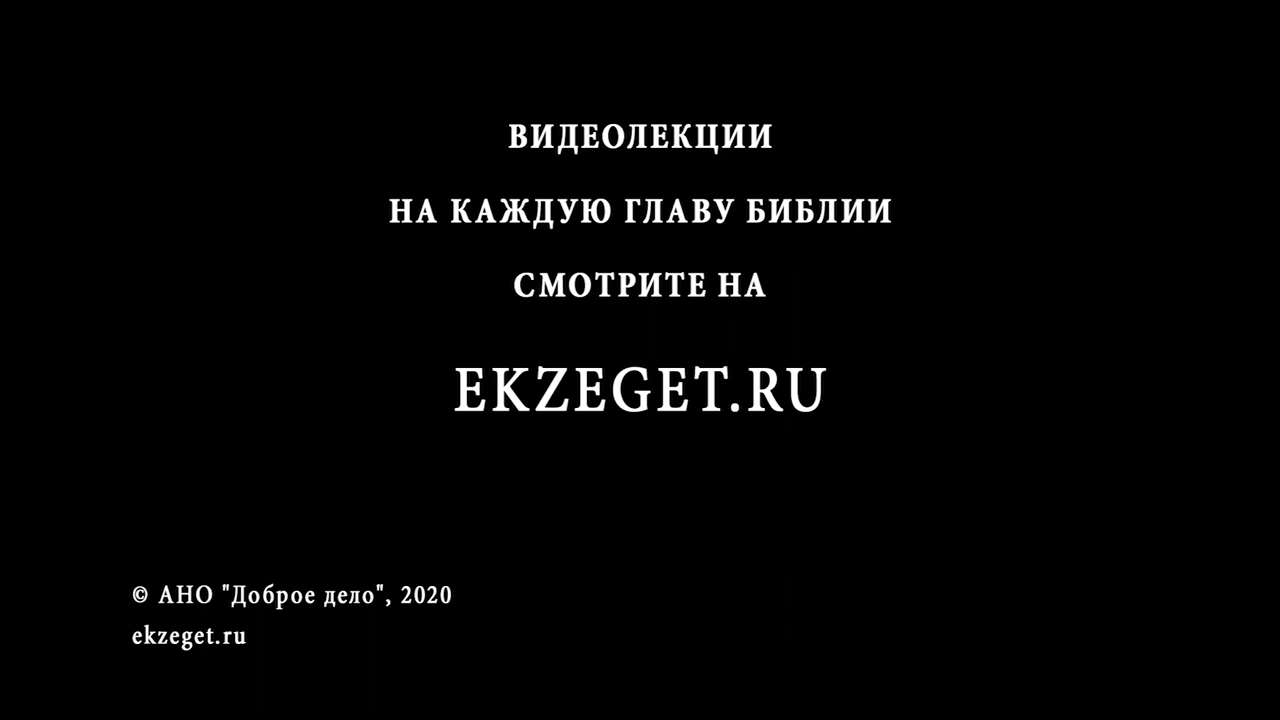 ВИДЕОЛЕКЦИИ
НА КАЖДУЮ ГЛАВУ БИБЛИИ
СМОТРИТЕ НА
EKZEGET.RU
© АНО "Доброе дело", 2020
ekzeget.ru